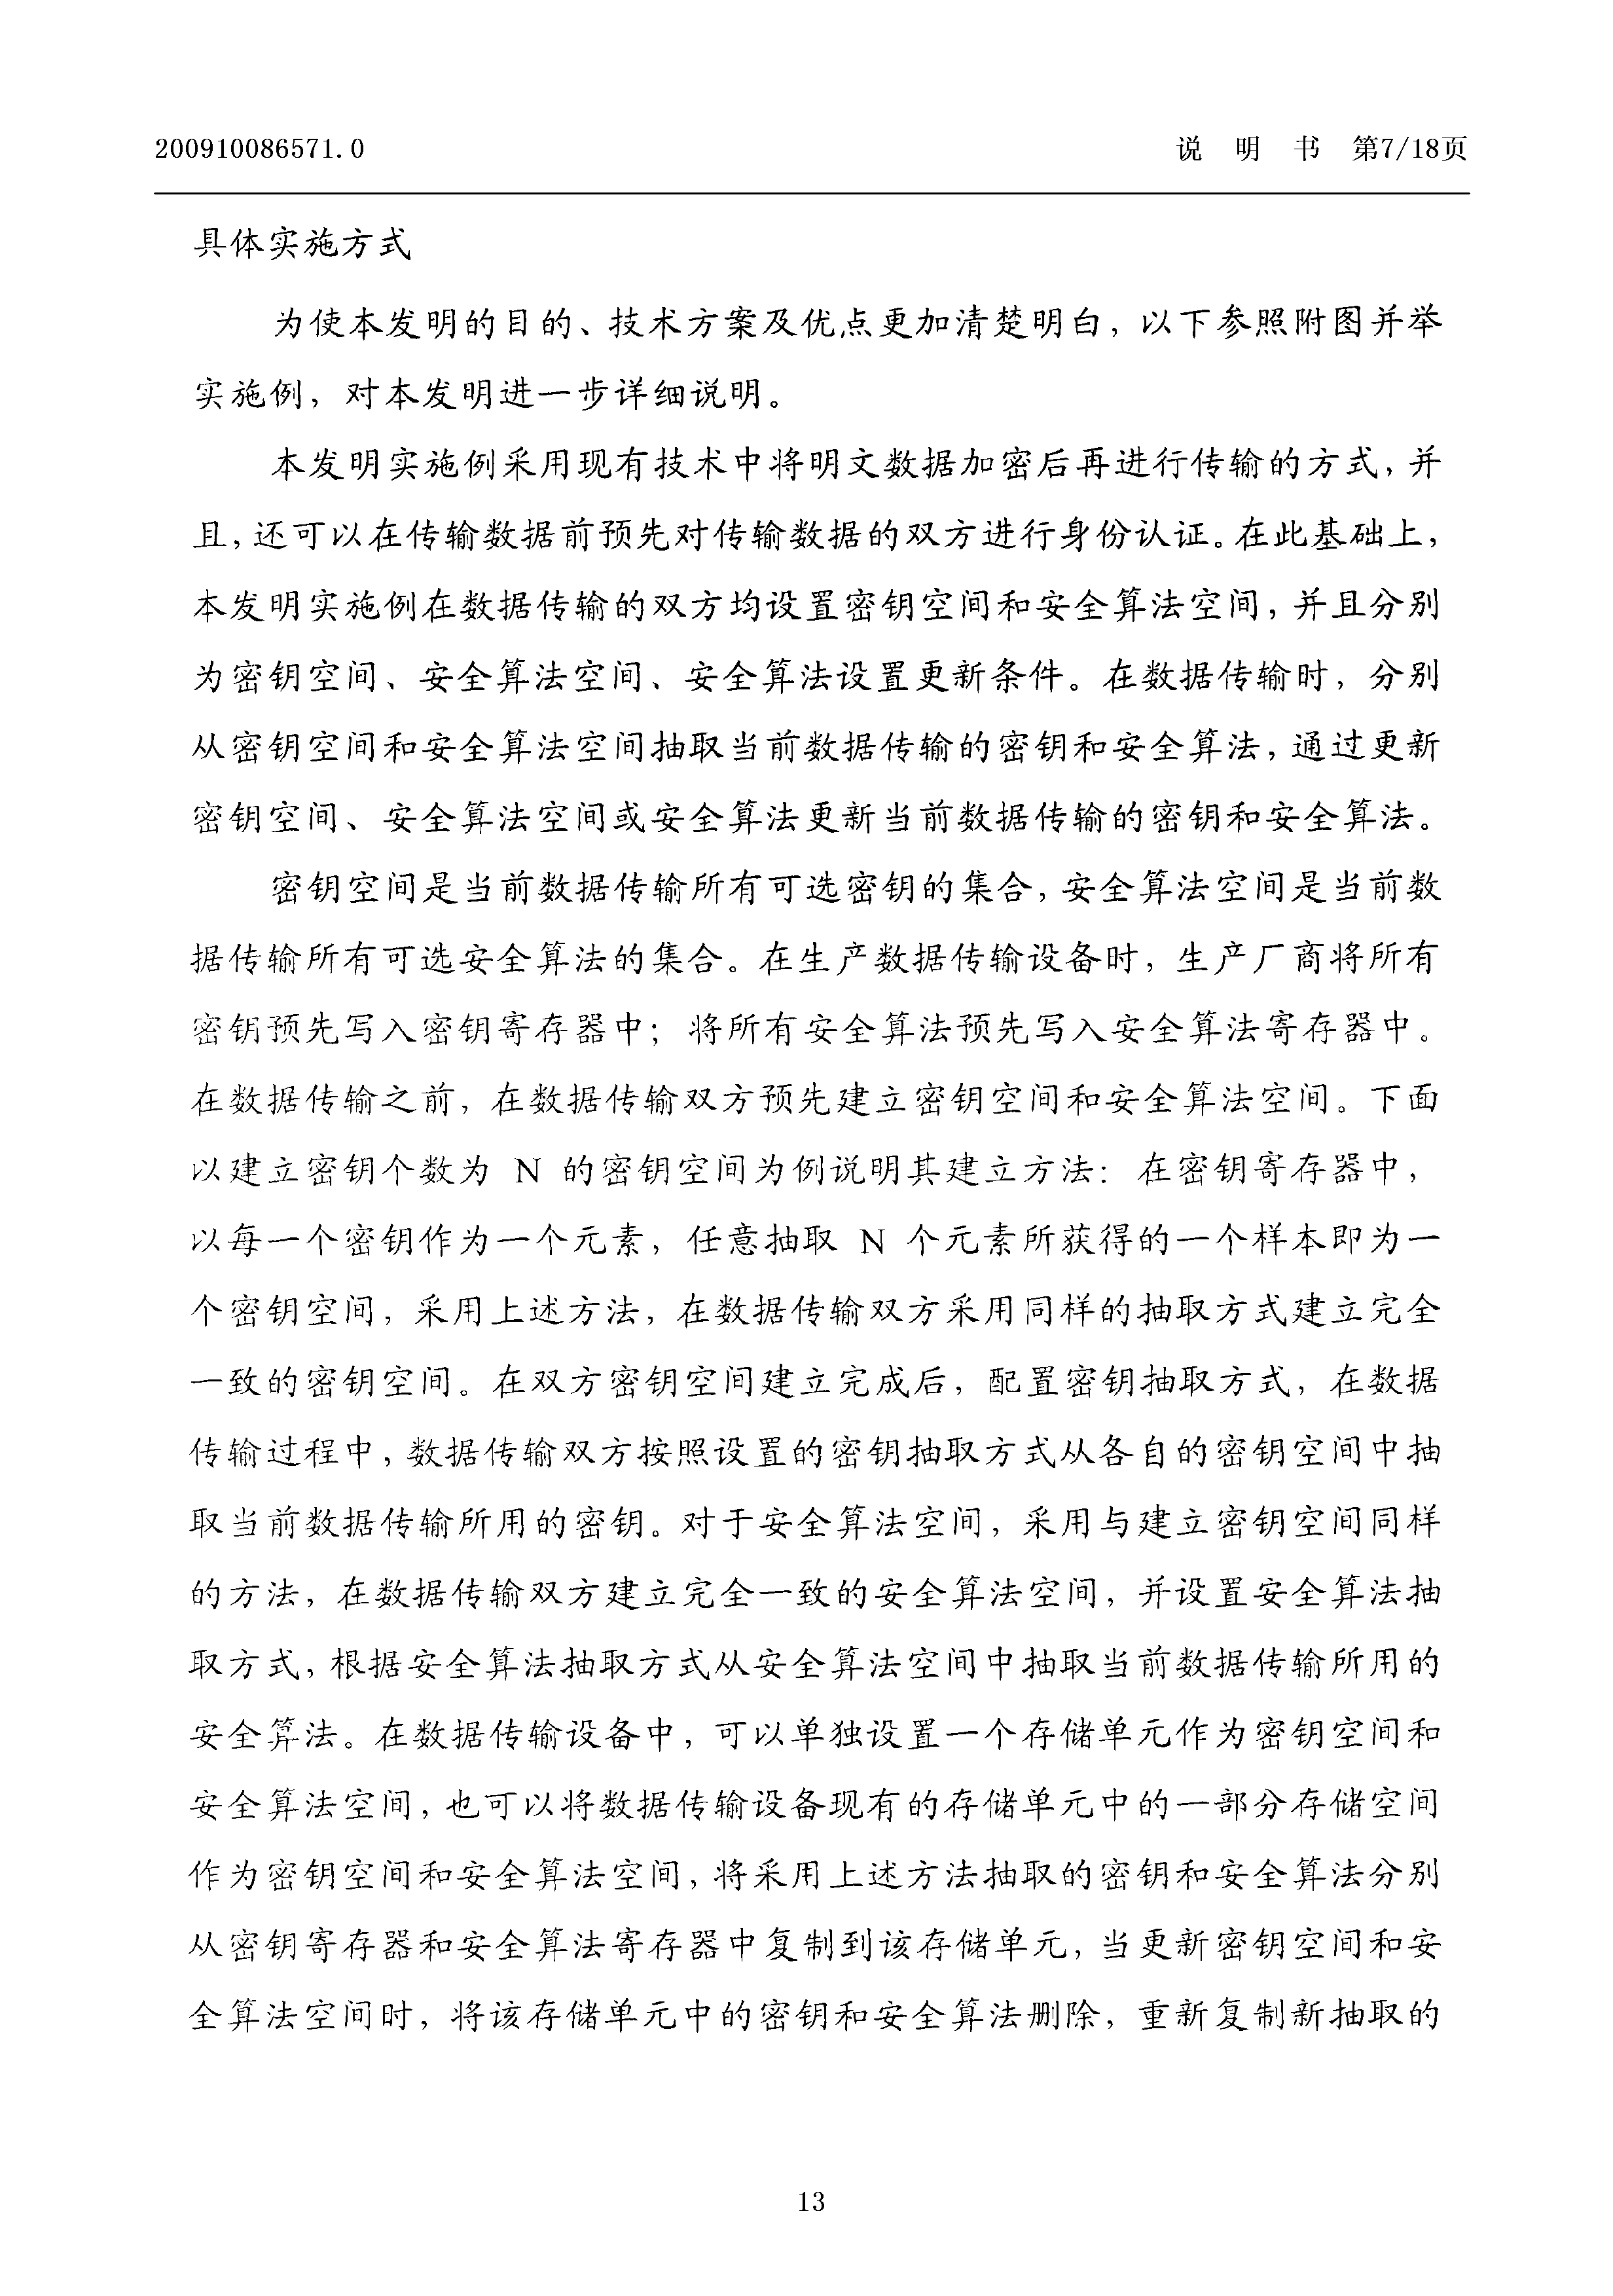 200910086571.0
说 明 书 第7/18页
具体实施方式
为使本发明的目的、技术方案及优点更加清楚明白，以下参照附图并举
实施例，对本发明进一步详细说明。
本发明实施例采用现有技术中将明文数据加密后再进行传输的方式，并
且，还可以在传输数据前预先对传输数据的双方进行身份认证。在此基础上，
本发明实施例在数据传输的双方均设置密钥空间和安全算法空间，并且分别
为密钥空间、安全算法空间、安全算法设置更新条件。在数据传输时，分别
从密钥空间和安全算法空间抽取当前数据传输的密钥和安全算法，通过更新
密钥空间、安全算法空间或安全算法更新当前数据传输的密钥和安全算法。
密钥空间是当前数据传输所有可选密钥的集合，安全算法空间是当前数
据传输所有可选安全算法的集合。在生产数据传输设备时，生产厂商将所有
密钥预先写入密钥寄存器中；将所有安全算法预先写入安全算法寄存器中。
在数据传输之前，在数据传输双方预先建立密钥空间和安全算法空间。下面
以建立密钥个数为 N 的密钥空间为例说明其建立方法：在密钥寄存器中，
以每一个密钥作为一个元素，任意抽取 N 个元素所获得的一个样本即为一
个密钥空间，采用上述方法，在数据传输双方采用同样的抽取方式建立完全
一致的密钥空间。在双方密钥空间建立完成后，配置密钥抽取方式，在数据
传输过程中，数据传输双方按照设置的密钥抽取方式从各自的密钥空间中抽
取当前数据传输所用的密钥。对于安全算法空间，采用与建立密钥空间同样
的方法，在数据传输双方建立完全一致的安全算法空间，并设置安全算法抽
取方式，根据安全算法抽取方式从安全算法空间中抽取当前数据传输所用的
安全算法。在数据传输设备中，可以单独设置一个存储单元作为密钥空间和
安全算法空间，也可以将数据传输设备现有的存储单元中的一部分存储空间
作为密钥空间和安全算法空间，将采用上述方法抽取的密钥和安全算法分别
从密钥寄存器和安全算法寄存器中复制到该存储单元，当更新密钥空间和安
全算法空间时，将该存储单元中的密钥和安全算法删除，重新复制新抽取的
13